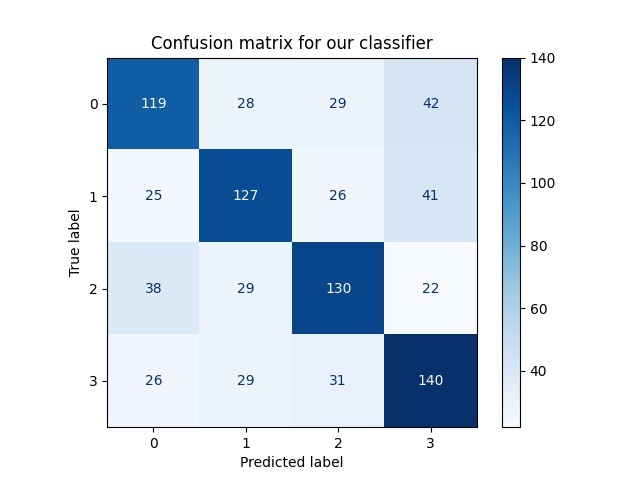 Confusion matrix for our classifier
140
0 119 28 29 42
120
1 25 127 26 41
100
80
2 38 29 130 22
60
3 26 29 31 140
40
0 1 2 3
Predicted label
True label